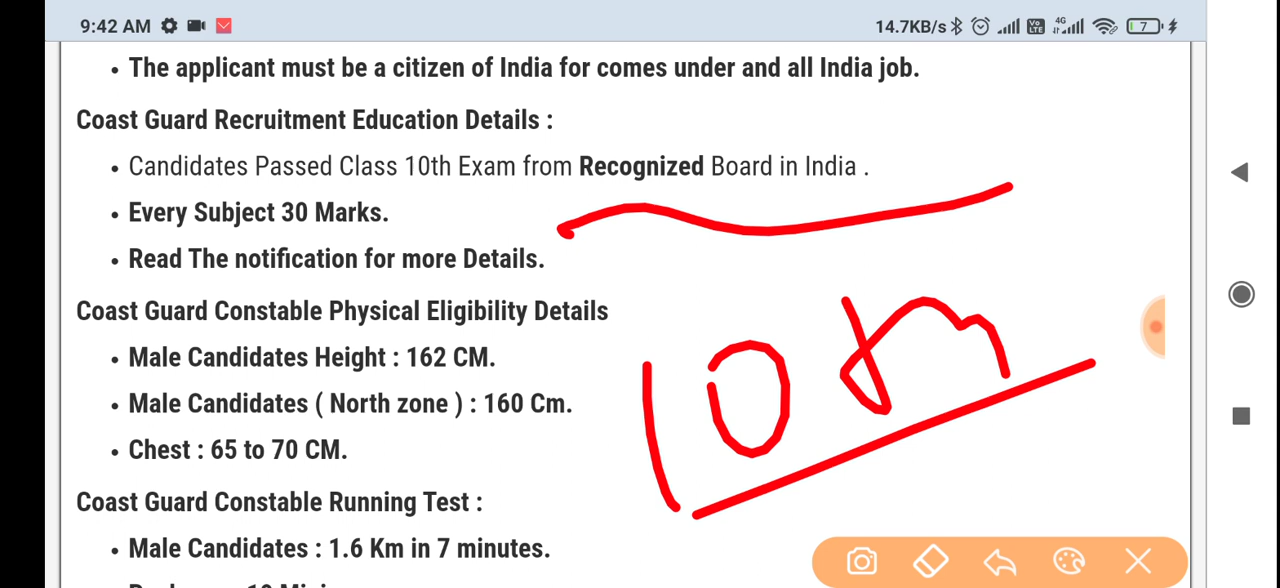 9:42 AM 14.7KB/s Vo LTE 4G 7
• The applicant must be a citizen of India for comes under and all India job.
Coast Guard Recruitment Education Details :
• Candidates Passed Class 10th Exam from Recognized Board in India .
• Every Subject 30 Marks.
• Read The notification for more Details.
Coast Guard Constable Physical Eligibility Details
• Male Candidates Height : 162 CM.
• Male Candidates ( North zone ) : 160 Cm.
• Chest : 65 to 70 CM.
10th
Coast Guard Constable Running Test :
• Male Candidates : 1.6 Km in 7 minutes.